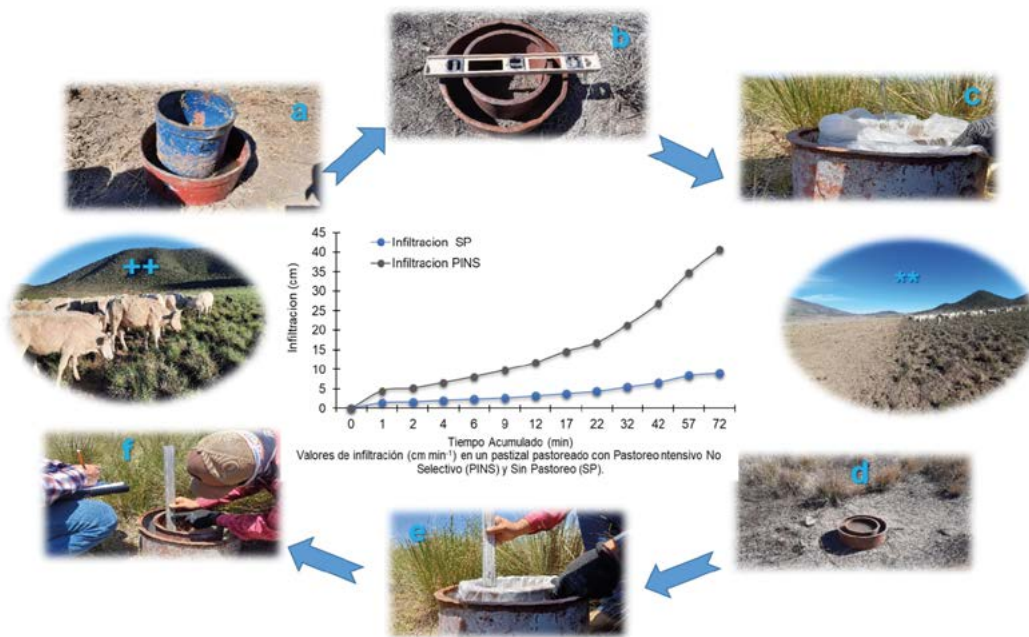 a
b
c
++
**
Infiltracion SP
Infiltracion PINS
Infiltracion (cm)
45
40
35
30
25
20
15
10
5
0
0 1 2 4 6 9 12 17 22 32 42 57 72
Tiempo Acumulado (min)
Valores de infiltración (cm min⁻¹) en un pastizal pastoreado con Pastoreontensivo No
Selectivo (PINS) y Sin Pastoreo (SP).
f
e
d